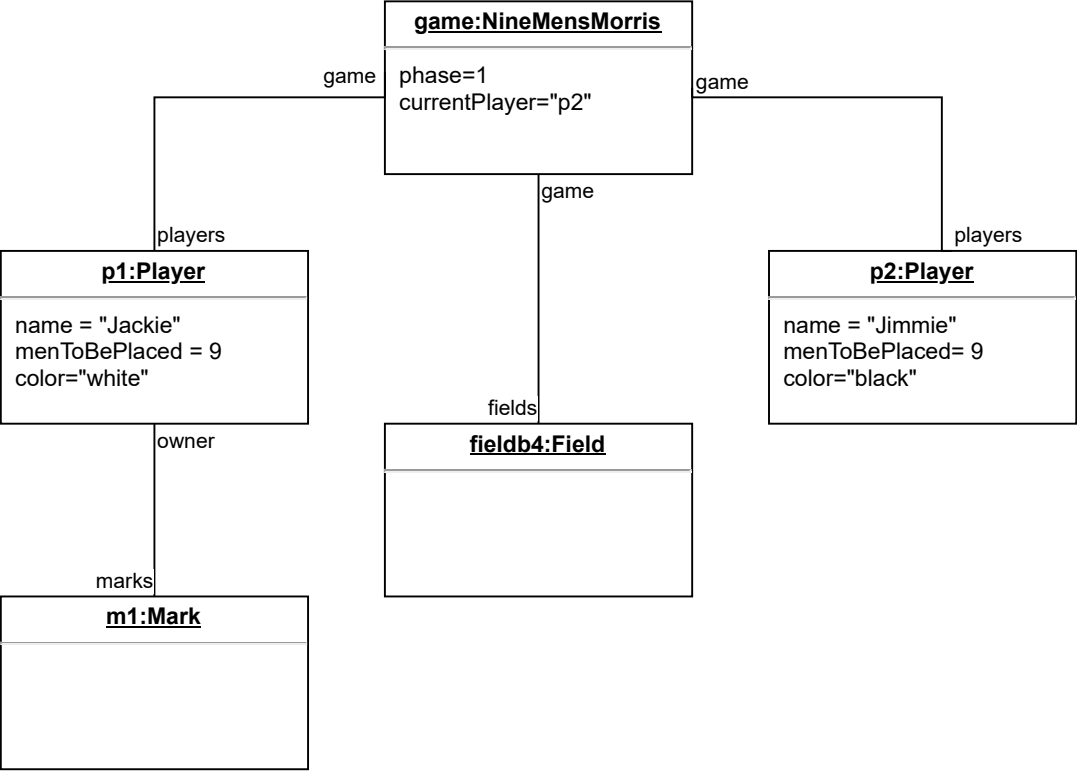 game:NineMensMorris
phase=1
currentPlayer="p2"
game
game
game
players
players
p1:Player
name = "Jackie"
menToBePlaced = 9
color="white"
p2:Player
name = "Jimmie"
menToBePlaced= 9
color="black"
owner
fields
fieldb4:Field
marks
m1:Mark